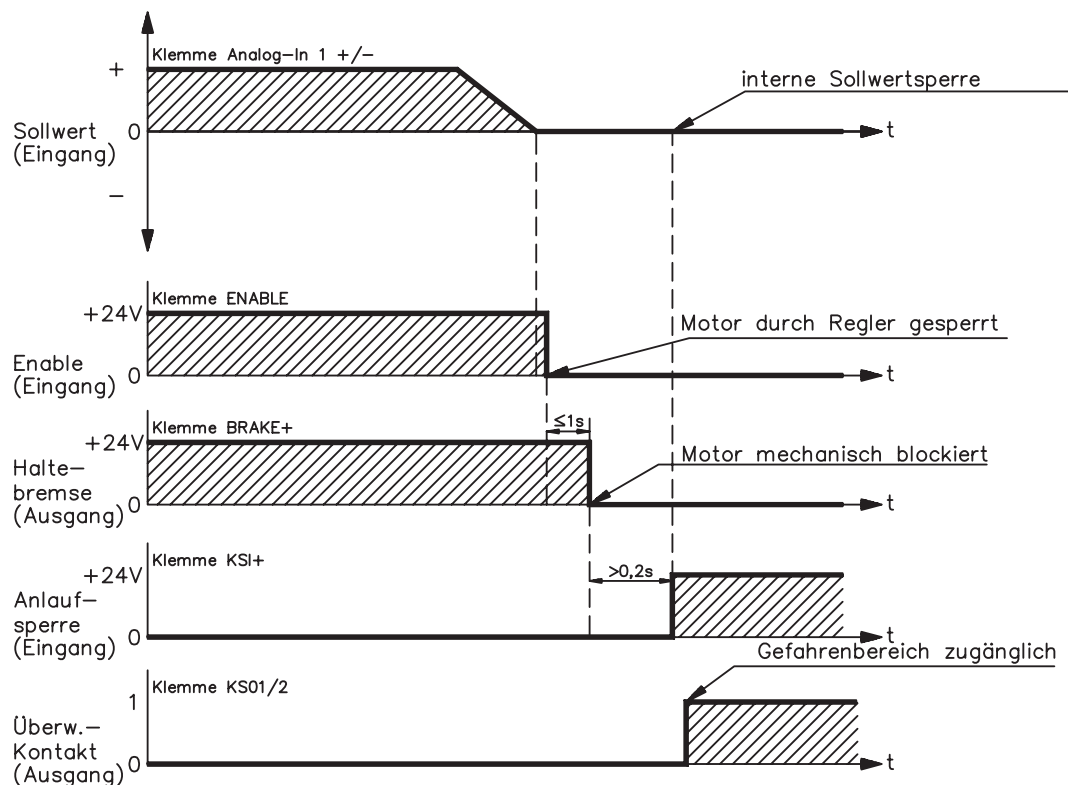 Klemme Analog-In 1 +/-
+
interne Sollwertsperre
Sollwert
(Eingang)
0
t
-
Klemme ENABLE
+24V
Motor durch Regler gesperrt
Enable
(Eingang)
0
t
Klemme BRAKE+
≤1s
+24V
Motor mechanisch blockiert
Halte-
bremse
(Ausgang)
0
t
Klemme KSI+
+24V
>0,2s
Anlauf-
sperre
(Eingang)
0
t
Gefahrenbereich zugänglich
Klemme KSO1/2
1
Überw.-
Kontakt
(Ausgang)
0
t